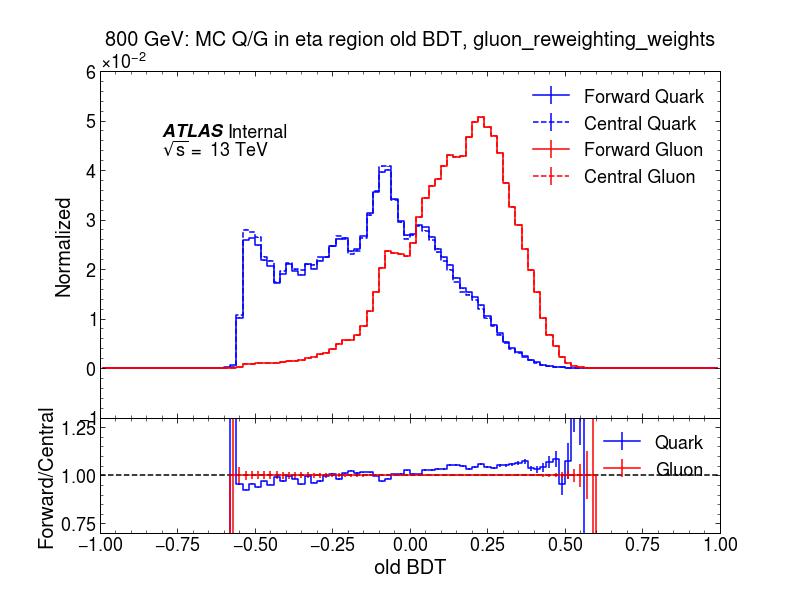 800 GeV: MC Q/G in eta region old BDT, gluon_reweighting_weights
×10⁻²
6
5
4
3
2
1
0
−1
Normalized
ATLAS Internal
√s = 13 TeV
Forward Quark
Central Quark
Forward Gluon
Central Gluon
Forward/Central
1.25
1.00
0.75
Quark
Gluon
−1.00 −0.75 −0.50 −0.25 0.00 0.25 0.50 0.75 1.00
old BDT